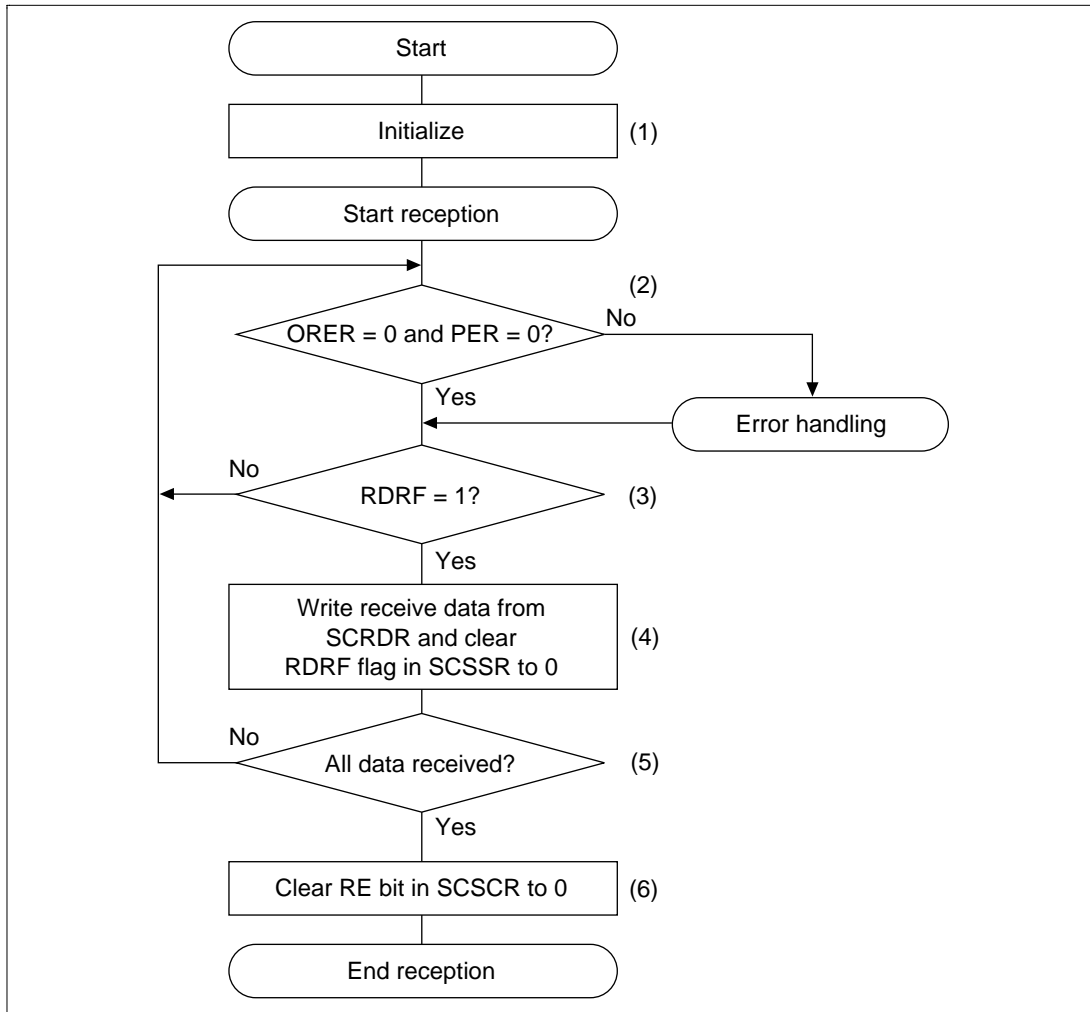 Start
Initialize
(1)
Start reception
(2)
ORER = 0 and PER = 0?
No
Yes
Error handling
No
RDRF = 1?
(3)
Yes
Write receive data from
SCRDR and clear
RDRF flag in SCSSR to 0
(4)
No
All data received?
(5)
Yes
Clear RE bit in SCSCR to 0
(6)
End reception